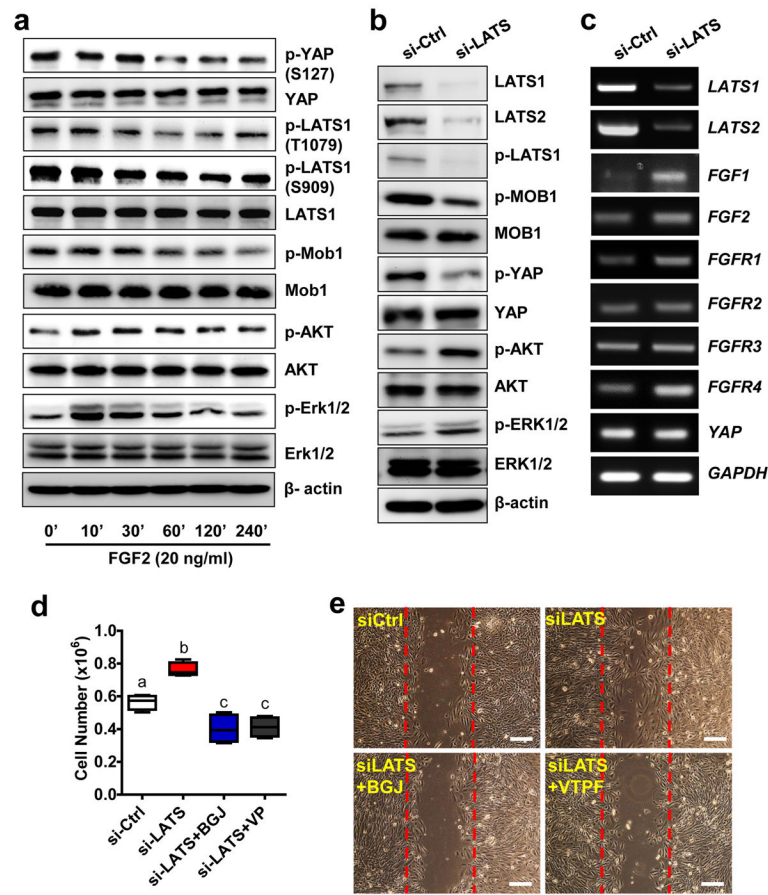 a
p-YAP
(S127)
YAP
p-LATS1
(T1079)
p-LATS1
(S909)
LATS1
p-Mob1
Mob1
p-AKT
AKT
p-Erk1/2
Erk1/2
β- actin
0’ 10’ 30’ 60’ 120’ 240’
FGF2 (20 ng/ml)
b
si-Ctrl si-LATS
LATS1
LATS2
p-LATS1
p-MOB1
MOB1
p-YAP
YAP
p-AKT
AKT
p-ERK1/2
ERK1/2
β-actin
c
si-Ctrl si-LATS
LATS1
LATS2
FGF1
FGF2
FGFR1
FGFR2
FGFR3
FGFR4
YAP
GAPDH
d
Cell Number (x10⁶)
1.0
0.8
0.6
0.4
0.2
0.0
a
b
c
c
si-Ctrl
si-LATS
si-LATS+BGJ
si-LATS+VP
e
siCtrl
siLATS
siLATS
+BGJ
siLATS
+VTPF